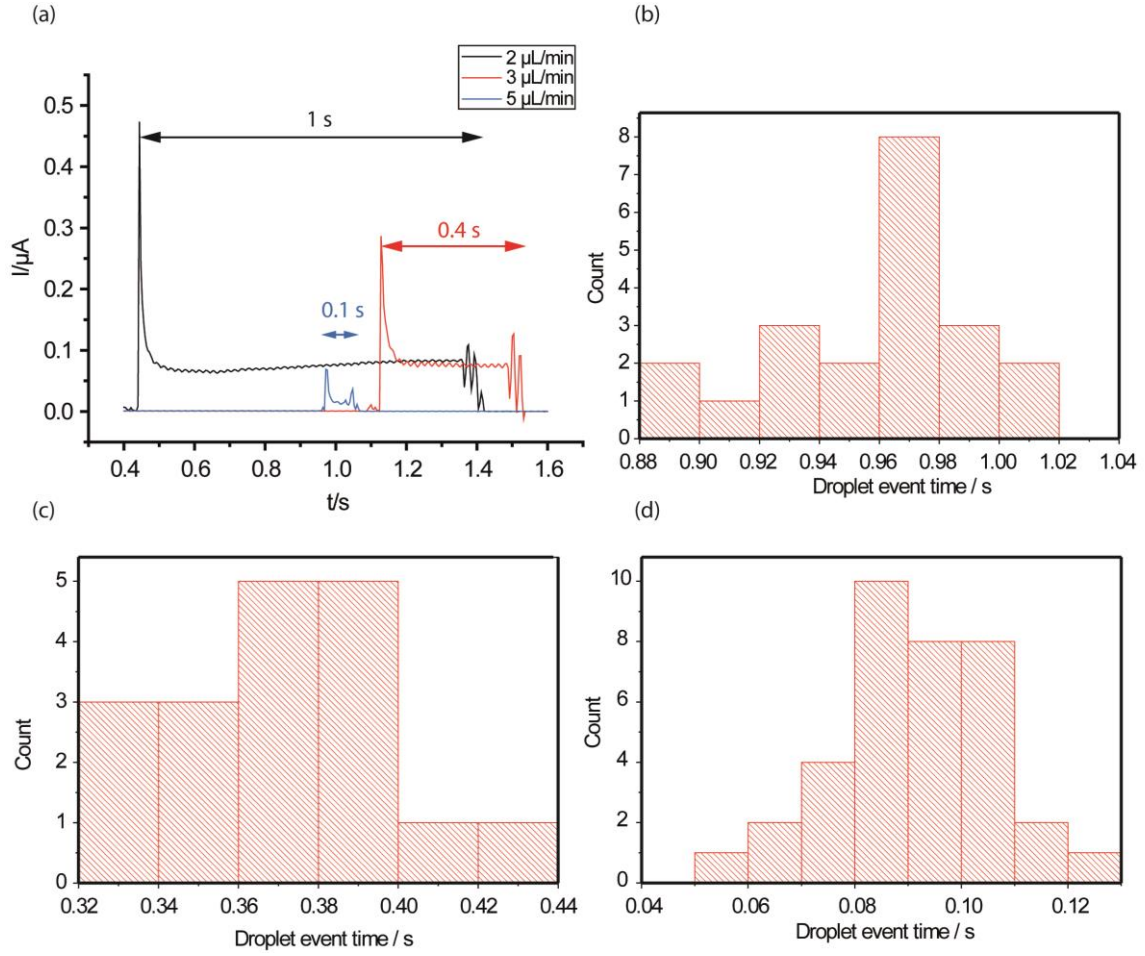 (a)
2 µL/min
3 µL/min
5 µL/min
0.5
0.4
0.3
0.2
0.1
0.0
I/µA
1 s
0.4 s
0.1 s
0.4 0.6 0.8 1.0 1.2 1.4 1.6
t/s
(b)
8
7
6
5
4
3
2
1
0
Count
0.88 0.90 0.92 0.94 0.96 0.98 1.00 1.02 1.04
Droplet event time / s
(c)
5
4
3
2
1
0
Count
0.32 0.34 0.36 0.38 0.40 0.42 0.44
Droplet event time / s
(d)
10
8
6
4
2
0
Count
0.04 0.06 0.08 0.10 0.12
Droplet event time / s